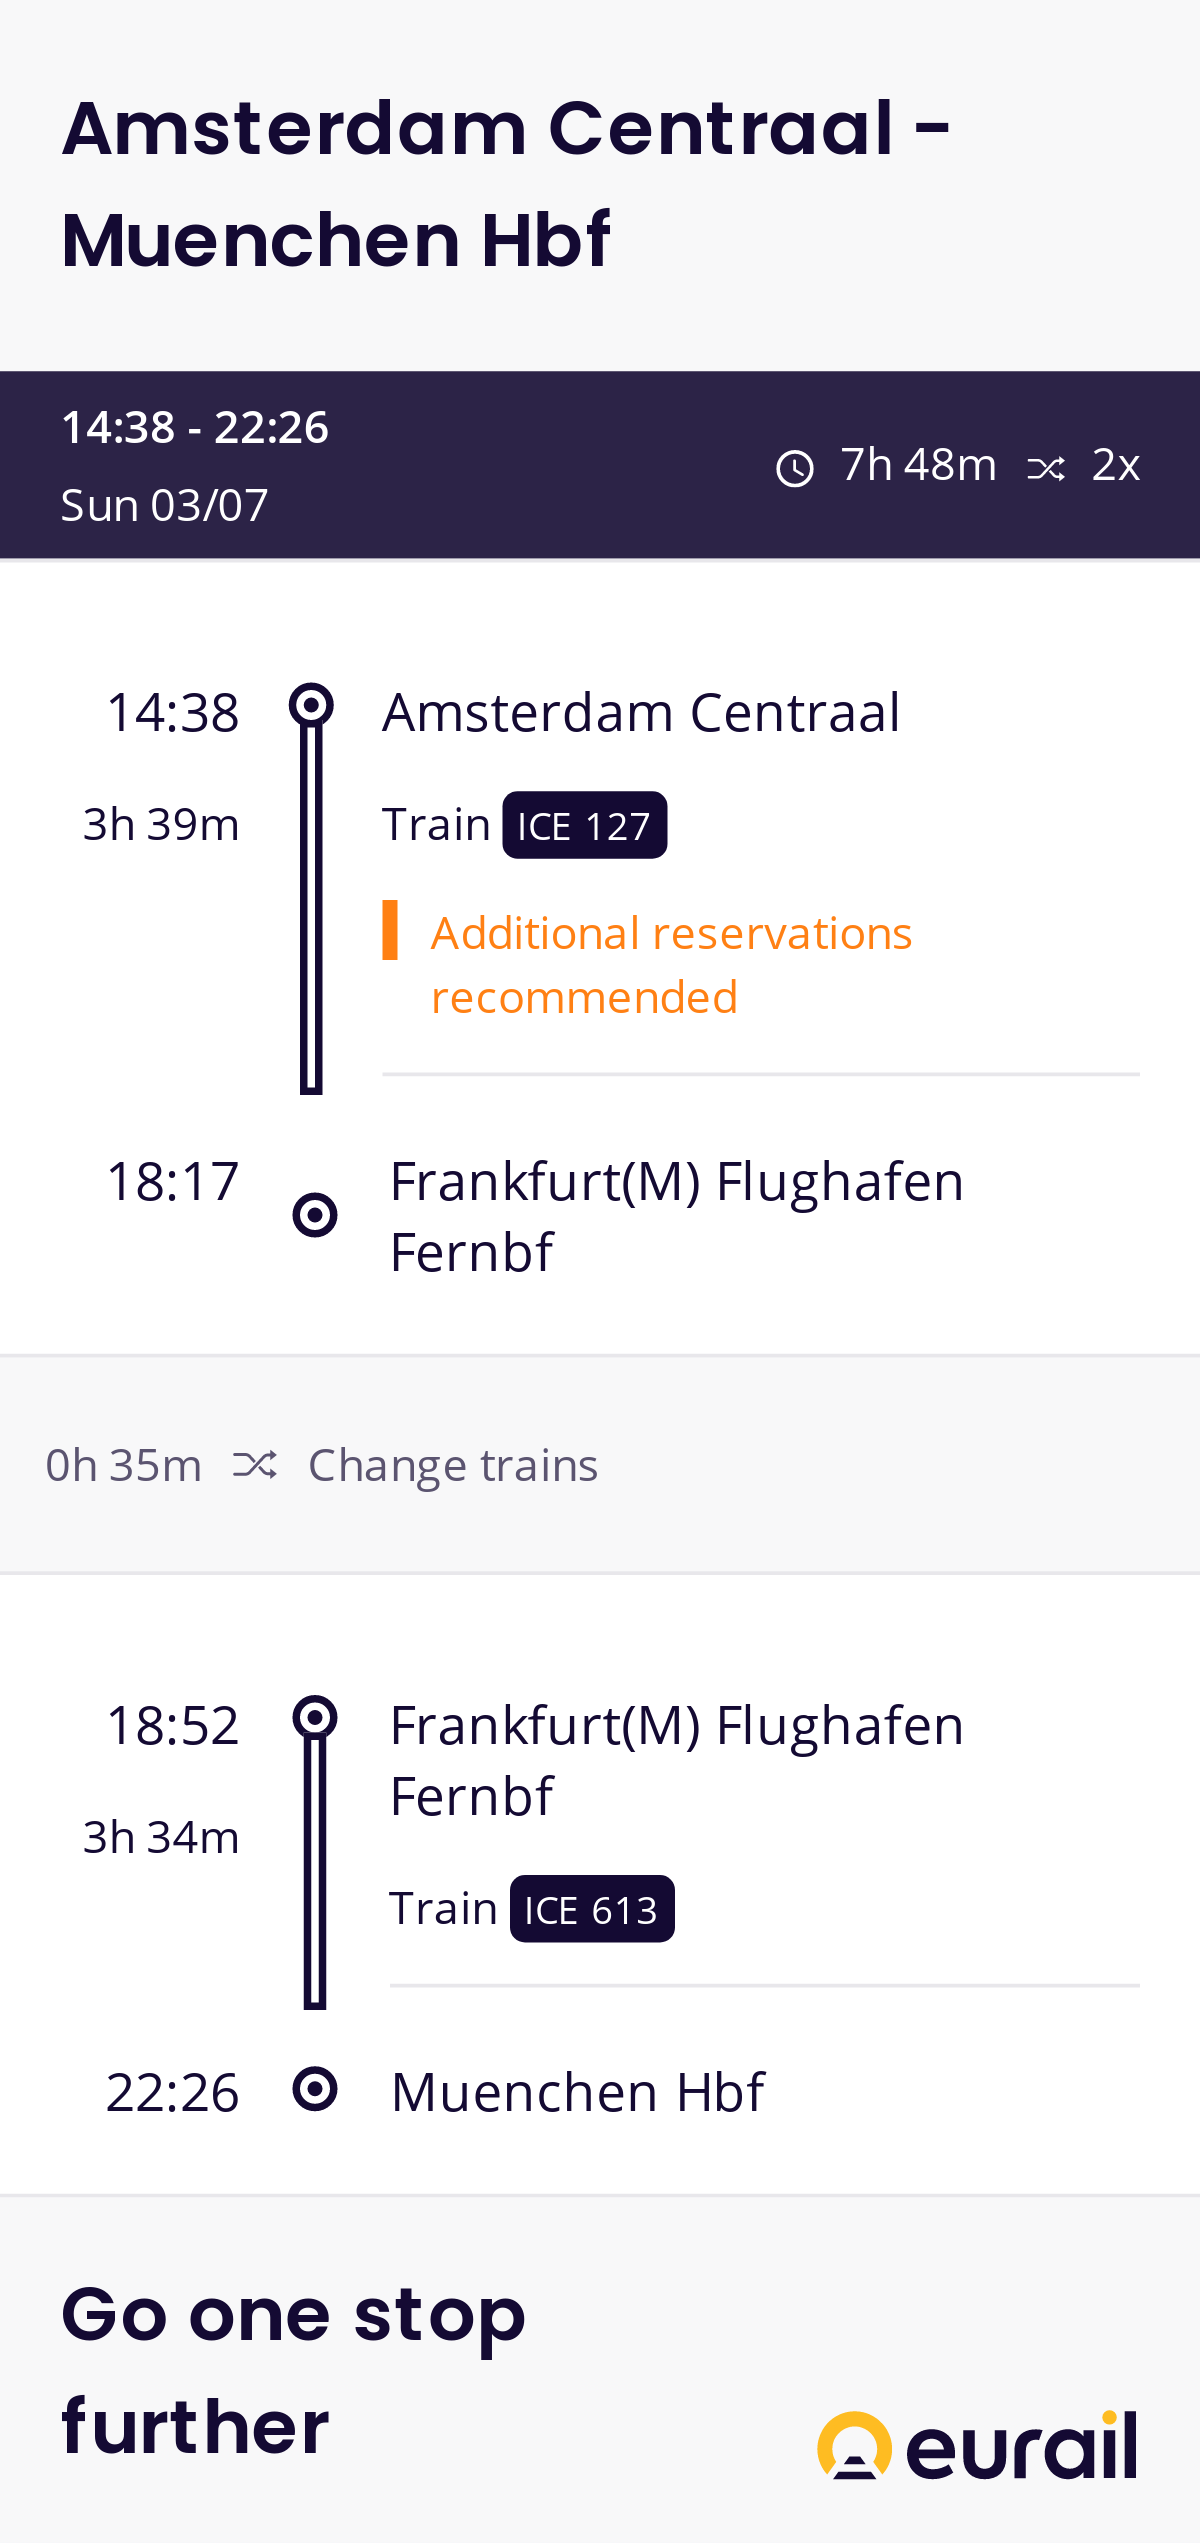 Amsterdam Centraal -
Muenchen Hbf
14:38 - 22:26
Sun 03/07
7h 48m 2x
14:38 Amsterdam Centraal
3h 39m Train ICE 127
Additional reservations
recommended
18:17 Frankfurt(M) Flughafen
Fernbf
0h 35m Change trains
18:52 Frankfurt(M) Flughafen
Fernbf
3h 34m
Train ICE 613
22:26 Muenchen Hbf
Go one stop
further
eurail